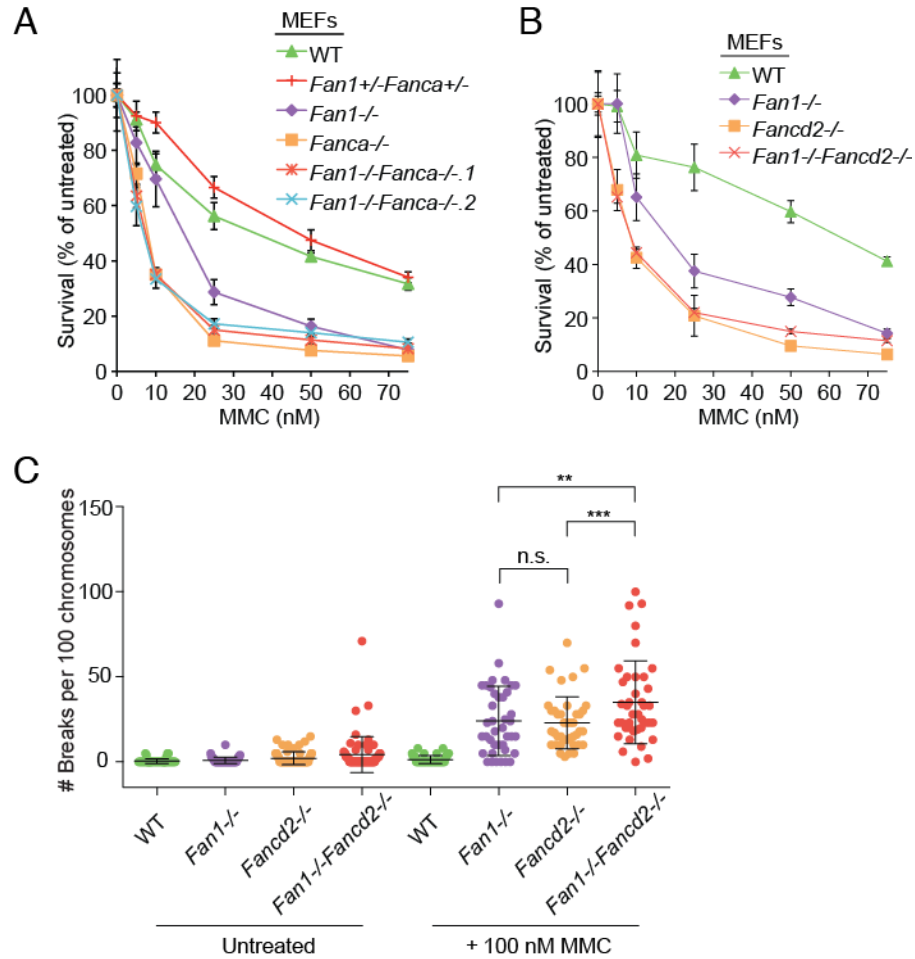 A
MEFs
WT
Fan1+/-Fanca+/-
Fan1-/-
Fanca-/-
Fan1-/-Fanca-/-.1
Fan1-/-Fanca-/-.2
Survival (% of untreated)
100
80
60
40
20
0
0 10 20 30 40 50 60 70
MMC (nM)
B
MEFs
WT
Fan1-/-
Fancd2-/-
Fan1-/-Fancd2-/-
Survival (% of untreated)
100
80
60
40
20
0
0 10 20 30 40 50 60 70
MMC (nM)
C
# Breaks per 100 chromosomes
150
100
50
0
**
***
n.s.
WT
Fan1-/-
Fancd2-/-
Fan1-/-Fancd2-/-
WT
Fan1-/-
Fancd2-/-
Fan1-/-Fancd2-/-
Untreated
+ 100 nM MMC